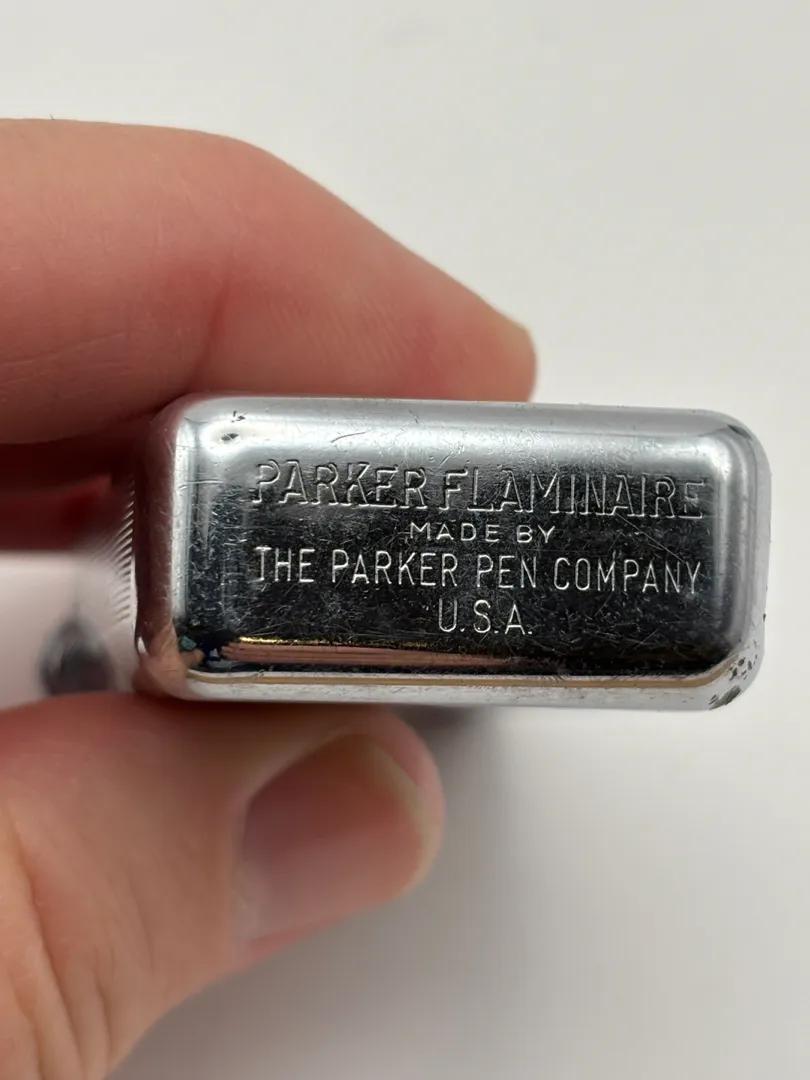 PARKER FLAMINAIRE
MADE BY
THE PARKER PEN COMPANY
U.S.A.